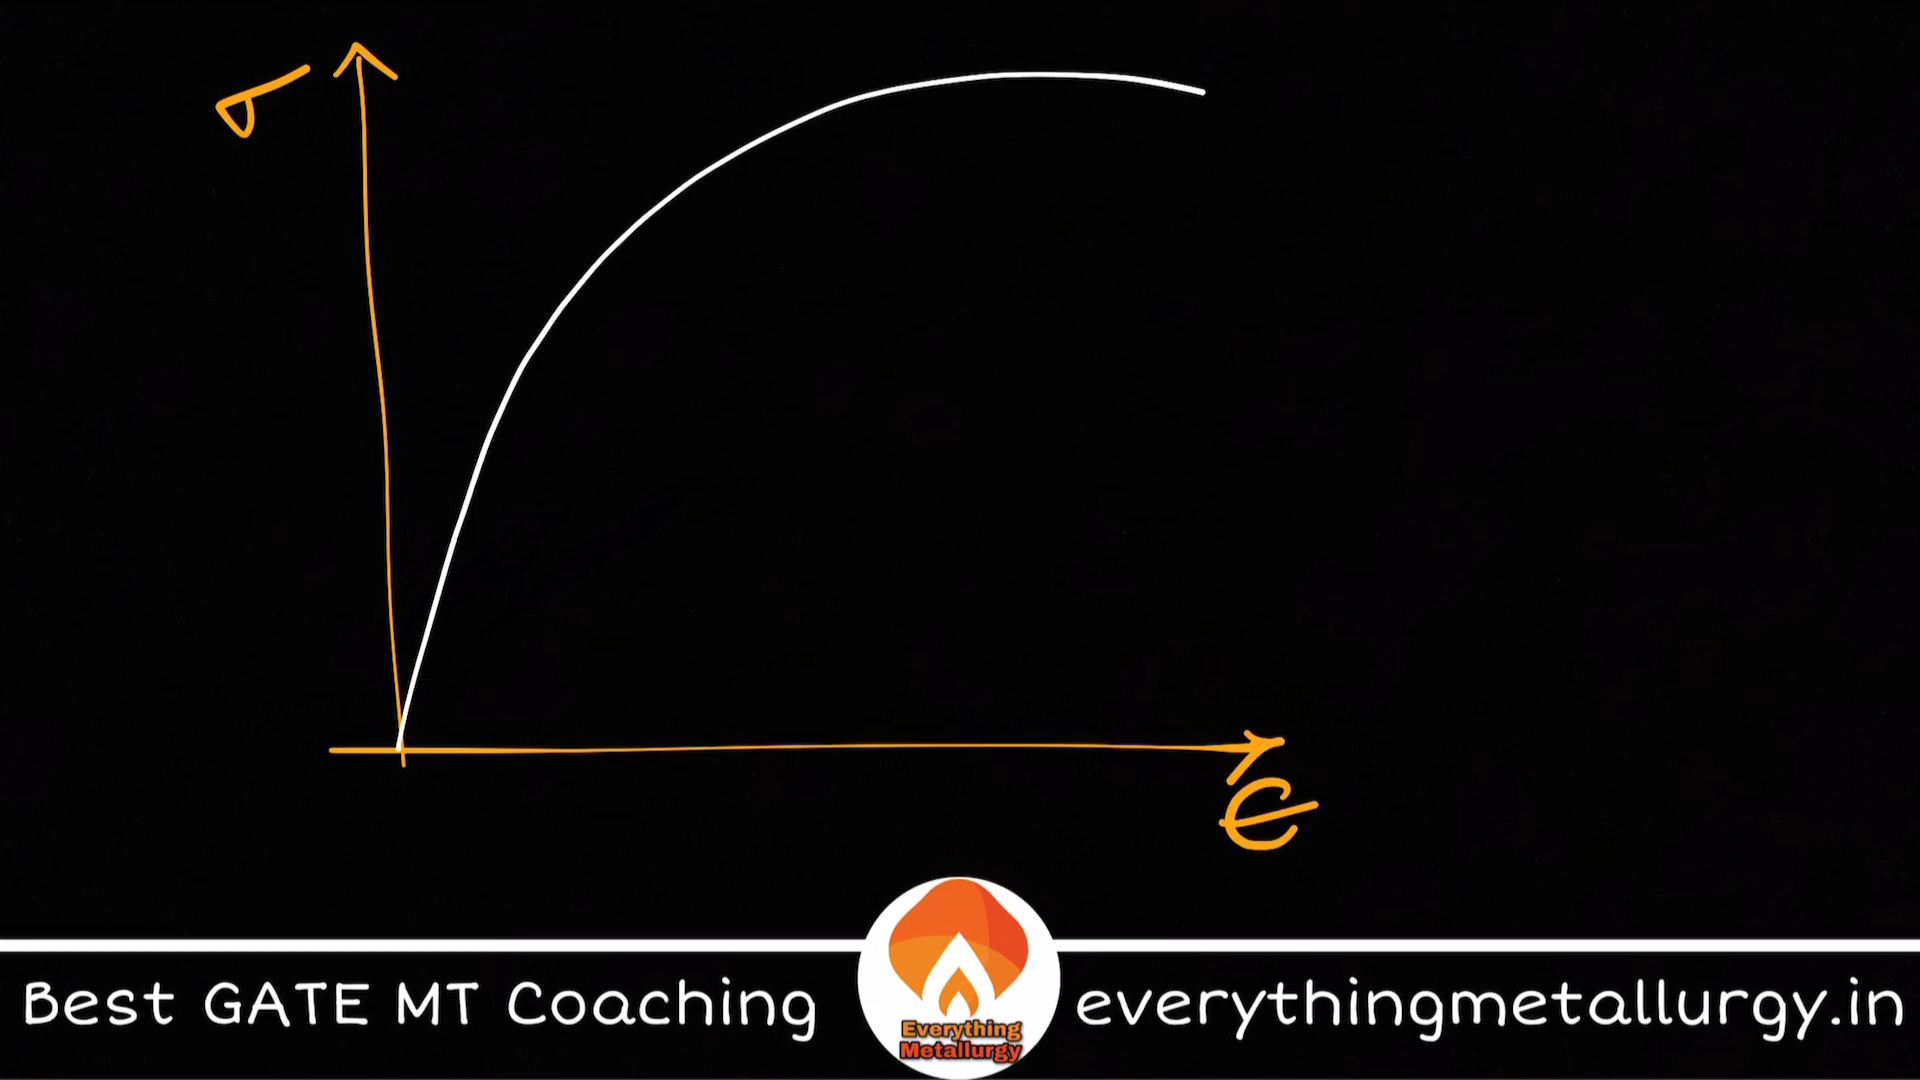 σ
ϵ
Best GATE MT Coaching
Everything
Metallurgy
everythingmetallurgy.in